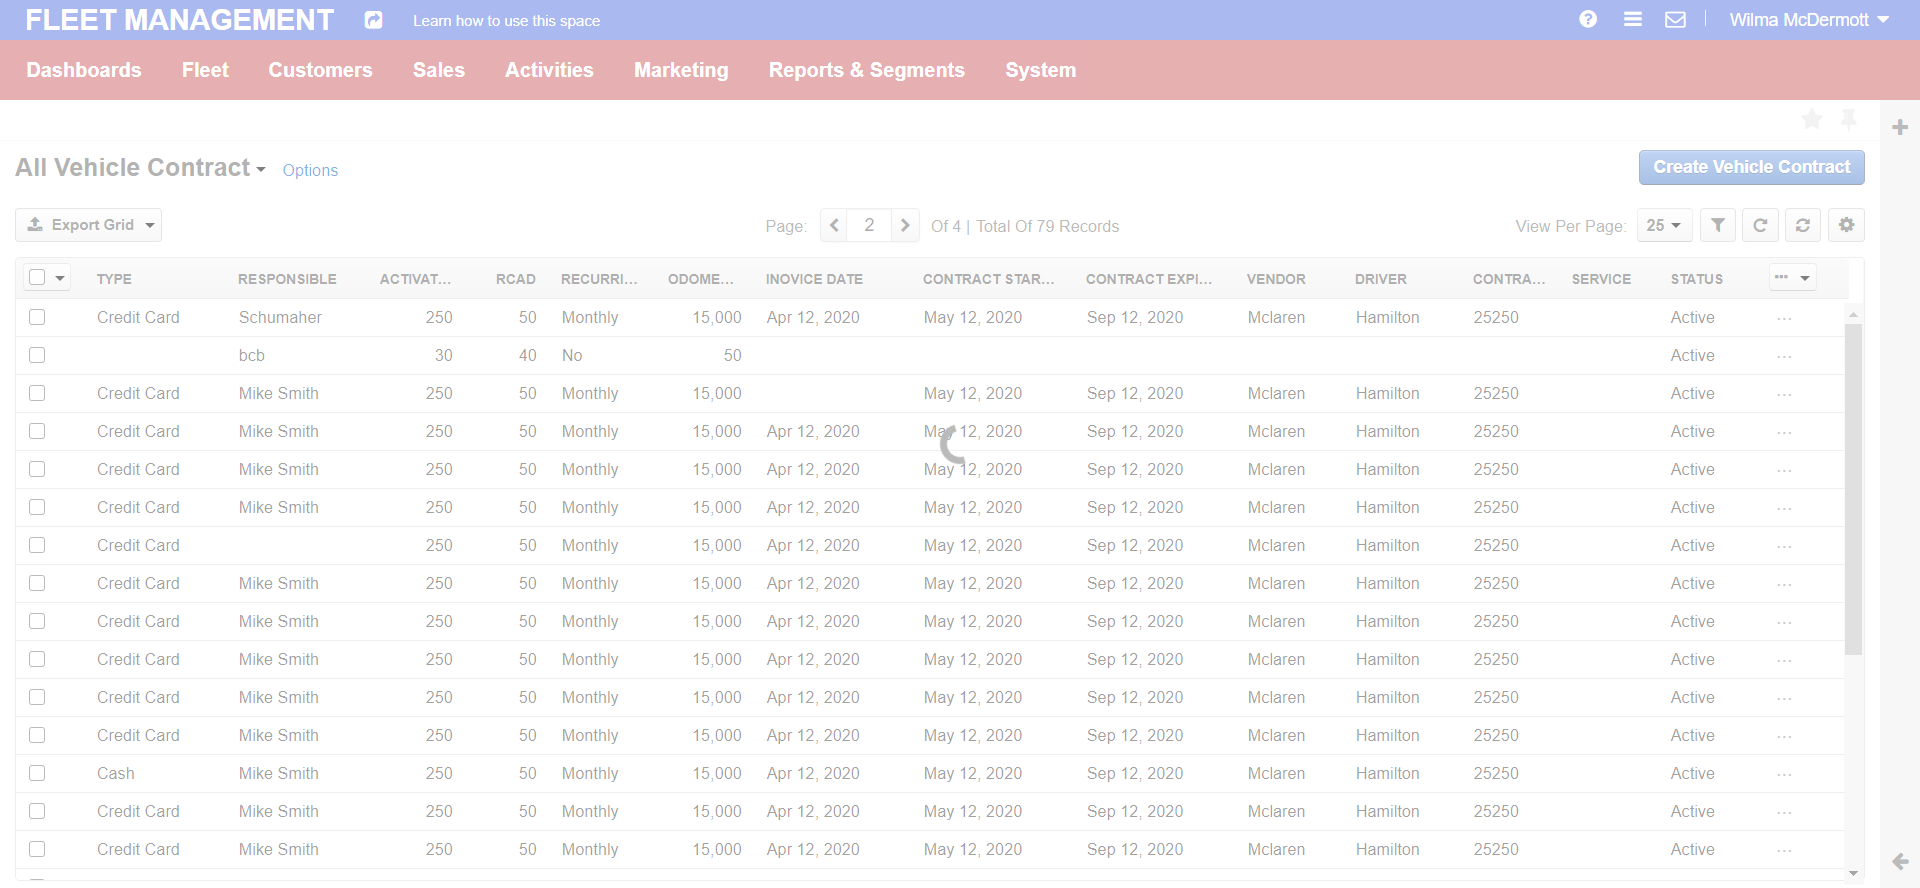 FLEET MANAGEMENT Learn how to use this space Wilma McDermott
Dashboards Fleet Customers Sales Activities Marketing Reports & Segments System
All Vehicle Contract Options Create Vehicle Contract
Export Grid Page: 2 Of 4 | Total Of 79 Records View Per Page: 25
TYPE RESPONSIBLE ACTIVAT... RCAD RECURRI... ODOME... INOVICE DATE CONTRACT STAR... CONTRACT EXPI... VENDOR DRIVER CONTRA... SERVICE STATUS
Credit Card Schumaher 250 50 Monthly 15,000 Apr 12, 2020 May 12, 2020 Sep 12, 2020 Mclaren Hamilton 25250 Active
bcb 30 40 No 50 Active
Credit Card Mike Smith 250 50 Monthly 15,000 May 12, 2020 Sep 12, 2020 Mclaren Hamilton 25250 Active
Credit Card Mike Smith 250 50 Monthly 15,000 Apr 12, 2020 May 12, 2020 Sep 12, 2020 Mclaren Hamilton 25250 Active
Credit Card Mike Smith 250 50 Monthly 15,000 Apr 12, 2020 May 12, 2020 Sep 12, 2020 Mclaren Hamilton 25250 Active
Credit Card Mike Smith 250 50 Monthly 15,000 Apr 12, 2020 May 12, 2020 Sep 12, 2020 Mclaren Hamilton 25250 Active
Credit Card 250 50 Monthly 15,000 Apr 12, 2020 May 12, 2020 Sep 12, 2020 Mclaren Hamilton 25250 Active
Credit Card Mike Smith 250 50 Monthly 15,000 Apr 12, 2020 May 12, 2020 Sep 12, 2020 Mclaren Hamilton 25250 Active
Credit Card Mike Smith 250 50 Monthly 15,000 Apr 12, 2020 May 12, 2020 Sep 12, 2020 Mclaren Hamilton 25250 Active
Credit Card Mike Smith 250 50 Monthly 15,000 Apr 12, 2020 May 12, 2020 Sep 12, 2020 Mclaren Hamilton 25250 Active
Credit Card Mike Smith 250 50 Monthly 15,000 Apr 12, 2020 May 12, 2020 Sep 12, 2020 Mclaren Hamilton 25250 Active
Credit Card Mike Smith 250 50 Monthly 15,000 Apr 12, 2020 May 12, 2020 Sep 12, 2020 Mclaren Hamilton 25250 Active
Cash Mike Smith 250 50 Monthly 15,000 Apr 12, 2020 May 12, 2020 Sep 12, 2020 Mclaren Hamilton 25250 Active
Credit Card Mike Smith 250 50 Monthly 15,000 Apr 12, 2020 May 12, 2020 Sep 12, 2020 Mclaren Hamilton 25250 Active
Credit Card Mike Smith 250 50 Monthly 15,000 Apr 12, 2020 May 12, 2020 Sep 12, 2020 Mclaren Hamilton 25250 Active